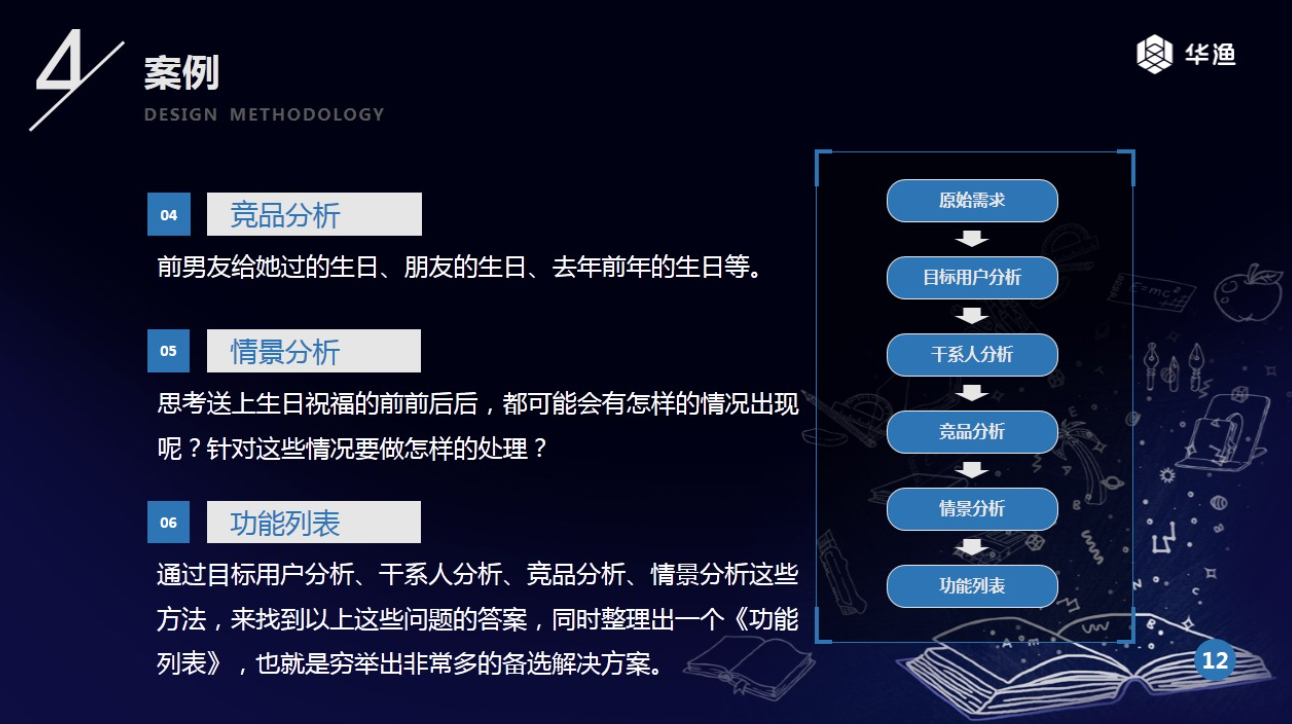 4
案例
DESIGN METHODOLOGY
华渔
04
竞品分析
前男友给她过的生日、朋友的生日、去年前年的生日等。
05
情景分析
思考送上生日祝福的前前后后，都可能会有怎样的情况出现
呢？针对这些情况要做怎样的处理？
06
功能列表
通过目标用户分析、干系人分析、竞品分析、情景分析这些
方法，来找到以上这些问题的答案，同时整理出一个《功能
列表》，也就是穷举出非常多的备选解决方案。
原始需求
目标用户分析
干系人分析
竞品分析
情景分析
功能列表
E=mc²
12